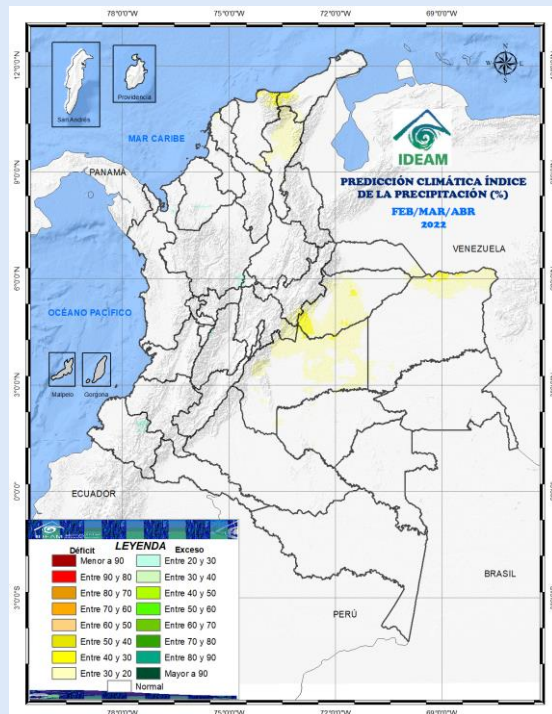 78°0'0"W 75°0'0"W 72°0'0"W 69°0'0"W
12°0'0"N
San Andrés
Providencia
MAR CARIBE
IDEAM
PANAMÁ
9°0'0"N
PREDICCIÓN CLIMÁTICA ÍNDICE
DE LA PRECIPITACIÓN (%)
FEB/MAR/ABR
2022
VENEZUELA
6°0'0"N
OCÉANO PACÍFICO
Malpelo
Gorgona
3°0'0"N
ECUADOR
0°0'0"
LEYENDA
Déficit Exceso
Menor a 90 Entre 20 y 30
Entre 90 y 80 Entre 30 y 40
Entre 80 y 70 Entre 40 y 50
Entre 70 y 60 Entre 50 y 60
Entre 60 y 50 Entre 60 y 70
Entre 50 y 40 Entre 70 y 80
Entre 40 y 30 Entre 80 y 90
Entre 30 y 20 Mayor a 90
Normal
BRASIL
PERÚ
3°0'0"S
78°0'0"W 75°0'0"W 72°0'0"W 69°0'0"W